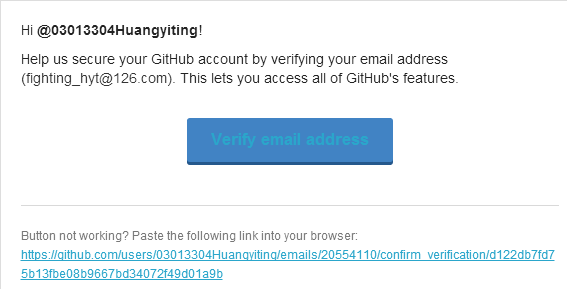 Hi @03013304Huangyiting!
Help us secure your GitHub account by verifying your email address
(fighting_hyt@126.com). This lets you access all of GitHub's features.
Verify email address
Button not working? Paste the following link into your browser:
https://github.com/users/03013304Huangyiting/emails/20554110/confirm_verification/d122db7fd7
5b13fbe08b9667bd34072f49d01a9b